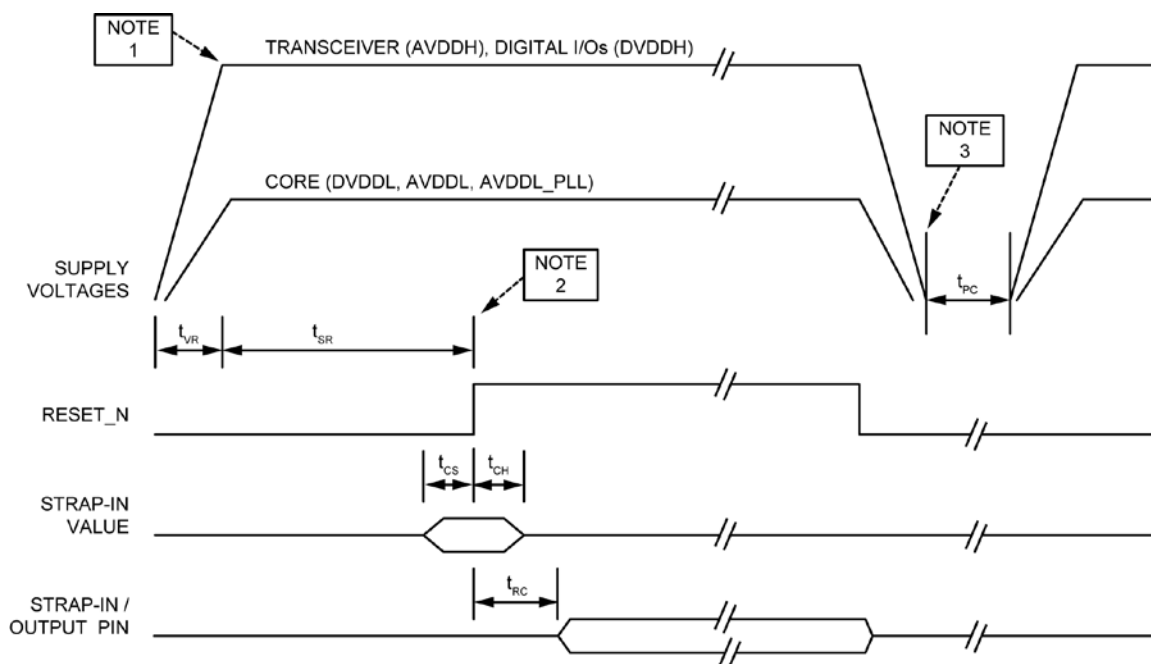 NOTE
1
TRANSCEIVER (AVDDH), DIGITAL I/Os (DVDDH)
NOTE
3
CORE (DVDDL, AVDDL, AVDDL_PLL)
NOTE
2
SUPPLY
VOLTAGES
tPC
tVR
tSR
RESET_N
tCS
tCH
STRAP-IN
VALUE
tRC
STRAP-IN /
OUTPUT PIN